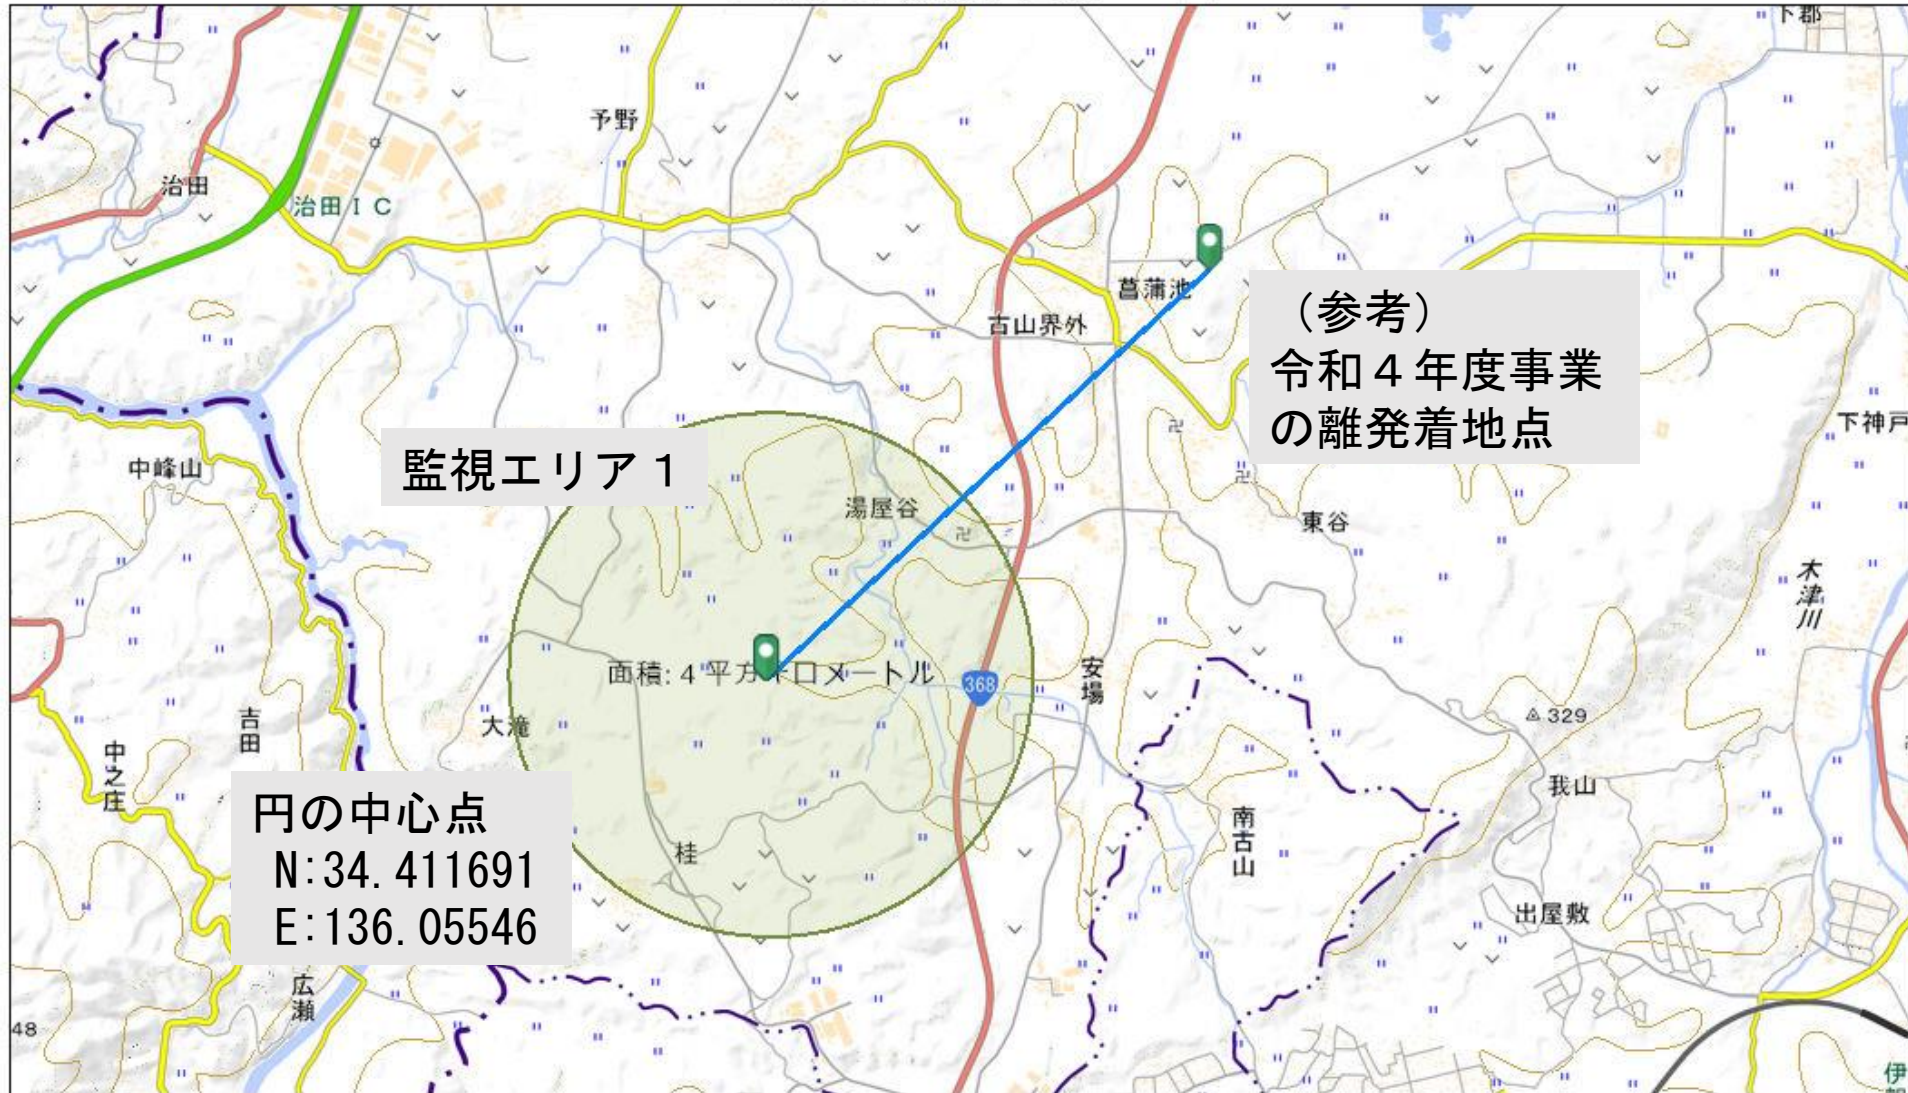 下郡
予野
治田
治田IC
菖蒲池
古山界外
（参考）
令和４年度事業
の離発着地点
下神戸
監視エリア１
中峰山
湯屋谷
東谷
木津川
面積: 4 平方キロメートル
368
安場
329
大滝
吉田
中之庄
我山
円の中心点
N:34.411691
E:136.05546
桂
南古山
出屋敷
広瀬
48
伊